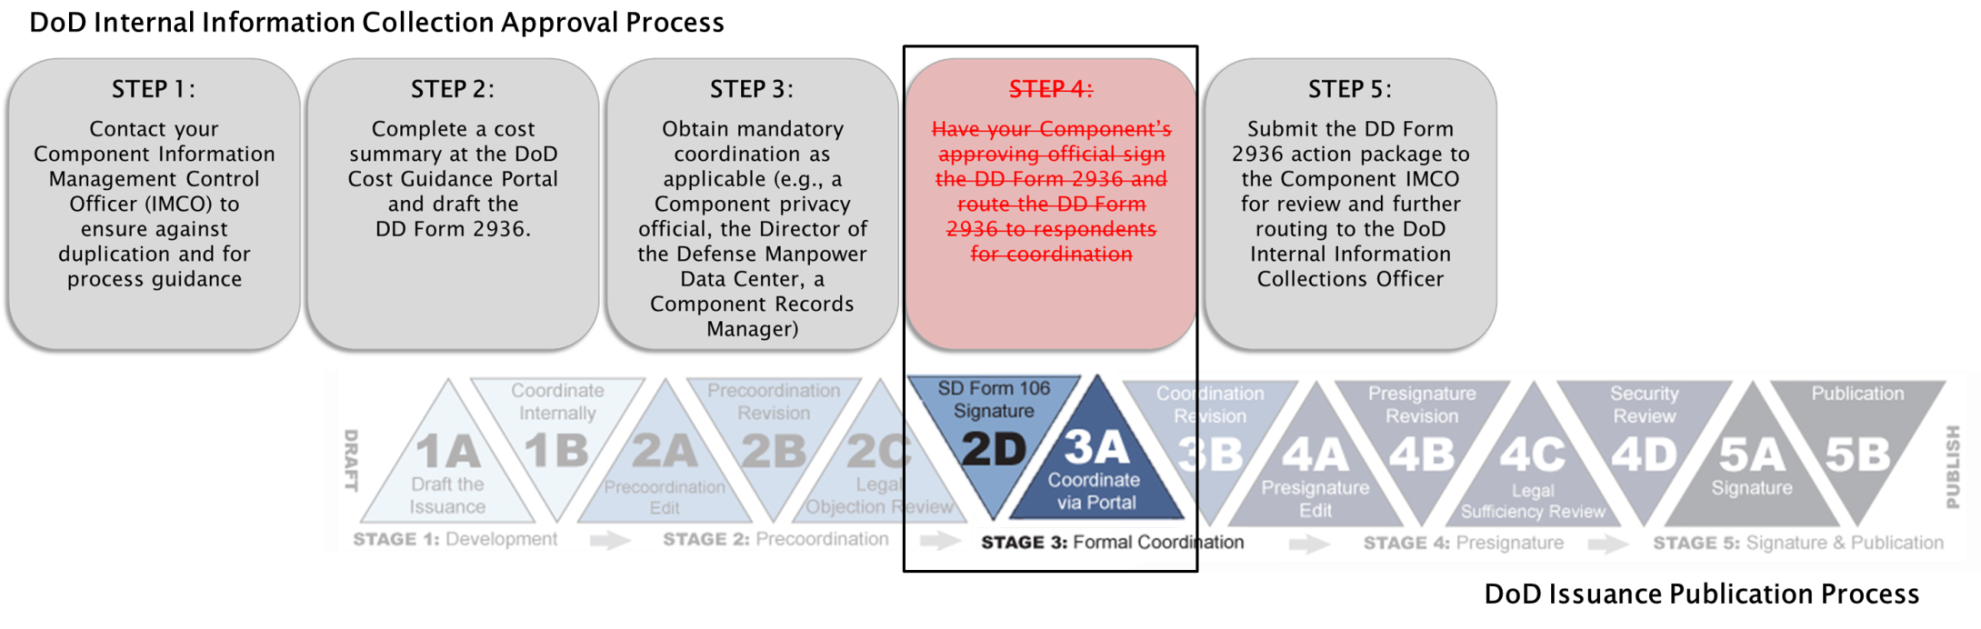 DoD Internal Information Collection Approval Process
STEP 1:
Contact your
Component Information
Management Control
Officer (IMCO) to
ensure against
duplication and for
process guidance
STEP 2:
Complete a cost
summary at the DoD
Cost Guidance Portal
and draft the
DD Form 2936.
STEP 3:
Obtain mandatory
coordination as
applicable (e.g., a
Component privacy
official, the Director of
the Defense Manpower
Data Center, a
Component Records
Manager)
STEP 4:
Have your Component's
approving official sign
the DD Form 2936 and
route the DD Form
2936 to respondents
for coordination
STEP 5:
Submit the DD Form
2936 action package to
the Component IMCO
for review and further
routing to the DoD
Internal Information
Collections Officer
DRAFT
1A
Draft the
Issuance
Coordinate
Internally
1B
2A
Precoordination
Edit
Precoordination
Revision
2B
2C
Legal
Objection Review
SD Form 106
Signature
2D
3A
Coordinate
via Portal
Coordination
Revision
3B
4A
Presignature
Edit
Presignature
Revision
4B
4C
Legal
Sufficiency Review
Security
Review
4D
5A
Signature
Publication
5B
PUBLISH
STAGE 1: Development
STAGE 2: Precoordination
STAGE 3: Formal Coordination
STAGE 4: Presignature
STAGE 5: Signature & Publication
DoD Issuance Publication Process